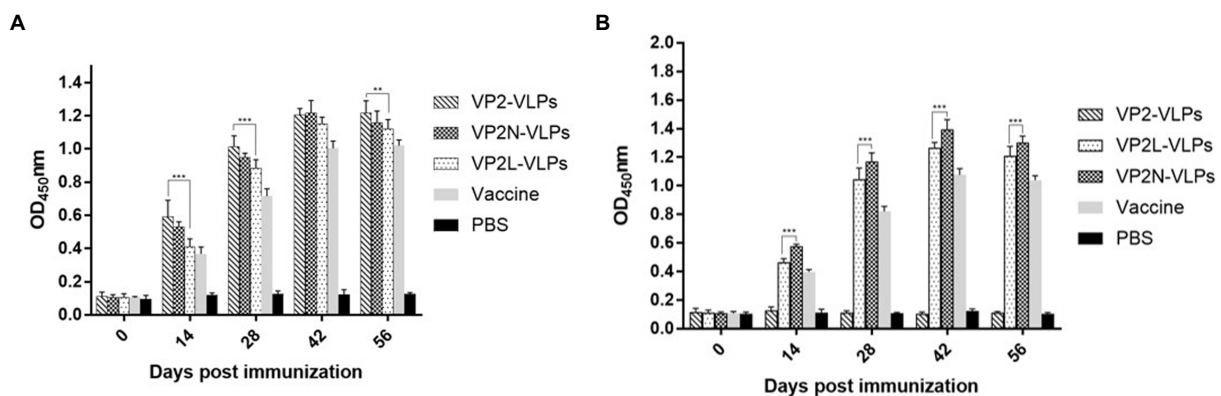 A
OD450nm
1.4
1.2
1.0
0.8
0.6
0.4
0.2
0.0
***
***
**
0
14
28
42
56
Days post immunization
VP2-VLPs
VP2N-VLPs
VP2L-VLPs
Vaccine
PBS
B
OD450nm
2.0
1.8
1.6
1.4
1.2
1.0
0.8
0.6
0.4
0.2
0.0
***
***
***
***
0
14
28
42
56
Days post immunization
VP2-VLPs
VP2L-VLPs
VP2N-VLPs
Vaccine
PBS